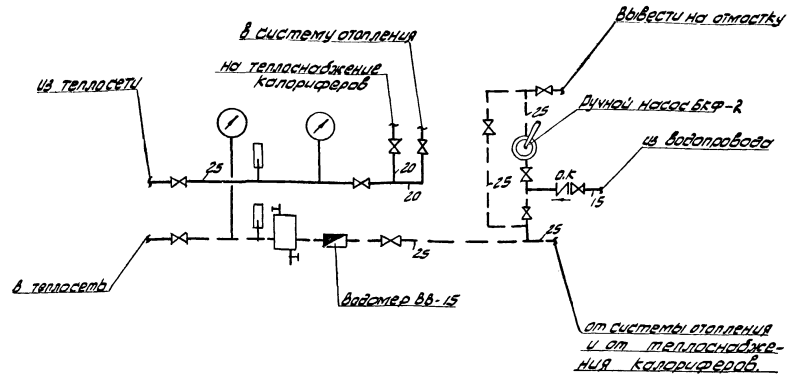 вывести на отмостку
в систему отопления
на теплоснабжение
калориферов
из теплосети
25
Ручной насос БКФ-2
из водопровода
25
20
20
25
о.к
15
25
25
в теплосеть
Водомер ВВ-15
от системы отопления
и от теплоснабже-
ния калориферов.